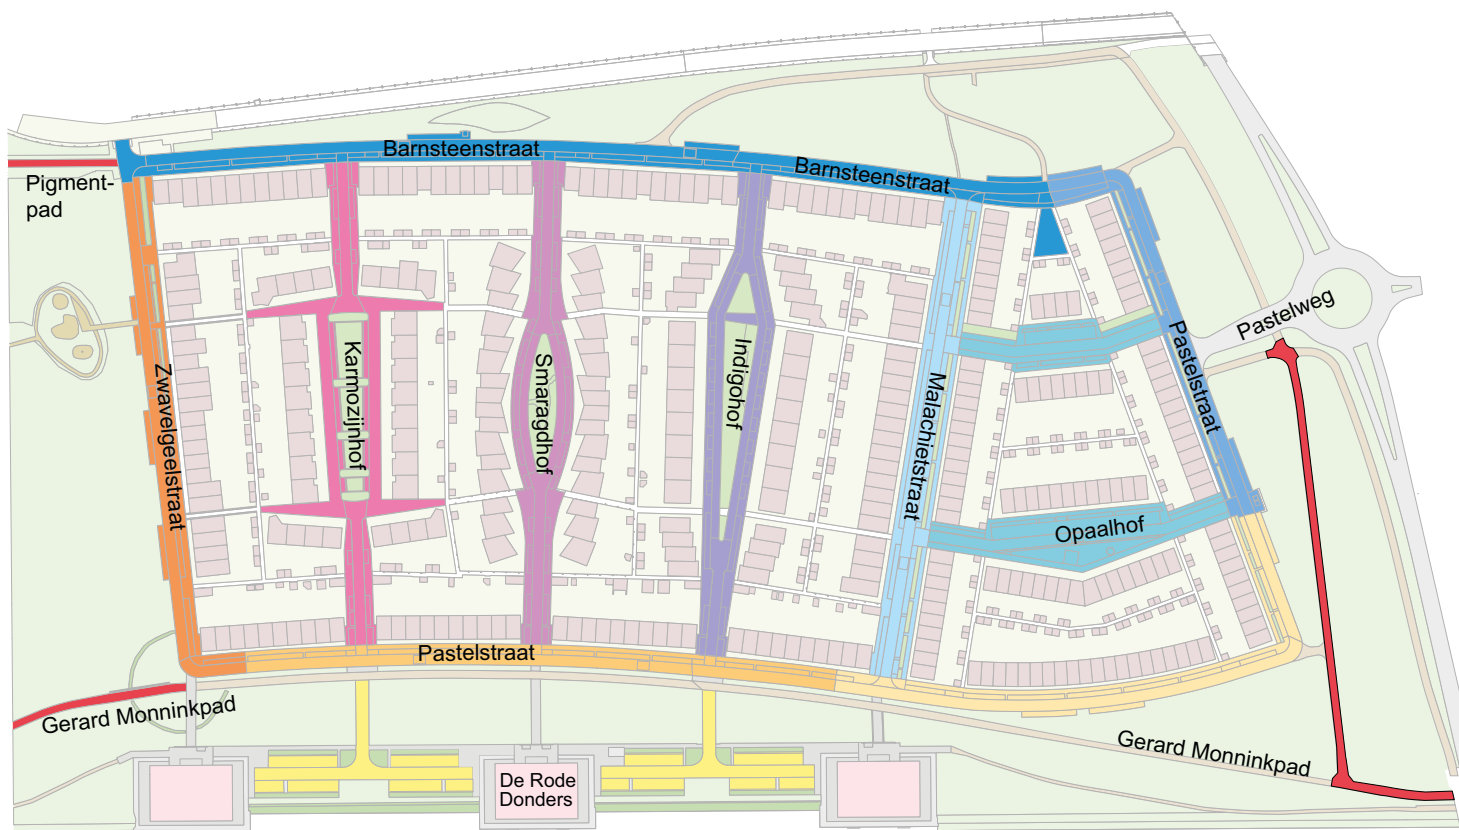 Barnsteenstraat
Barnsteenstraat
Pigment-
pad
Pastelweg
Zwavelgeelstraat
Karmozijnhof
Smaragdhof
Indigohof
Malachietstraat
Pastelstraat
Opaalhof
Pastelstraat
Gerard Monninkpad
Gerard Monninkpad
De Rode
Donders